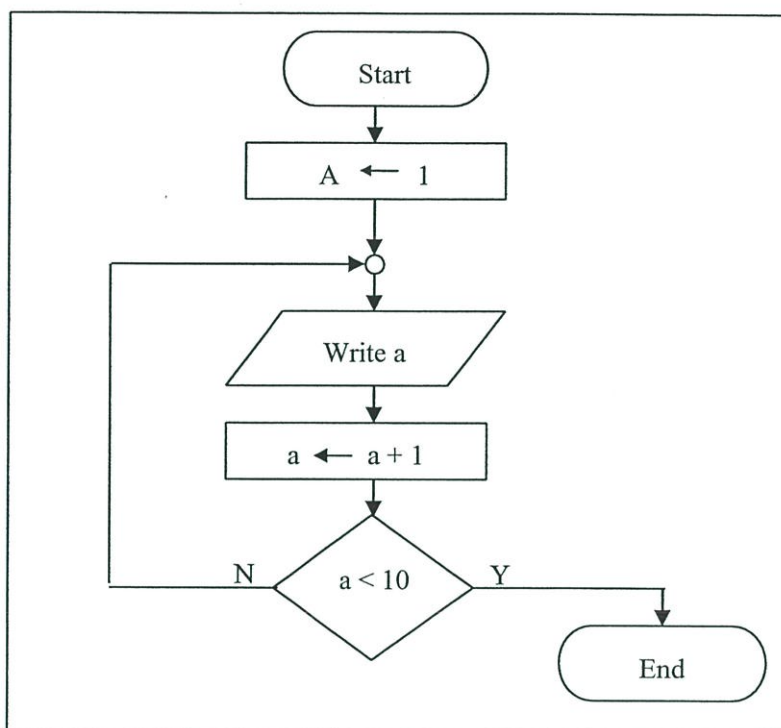 Start
A ← 1
Write a
a ← a + 1
N
a < 10
Y
End